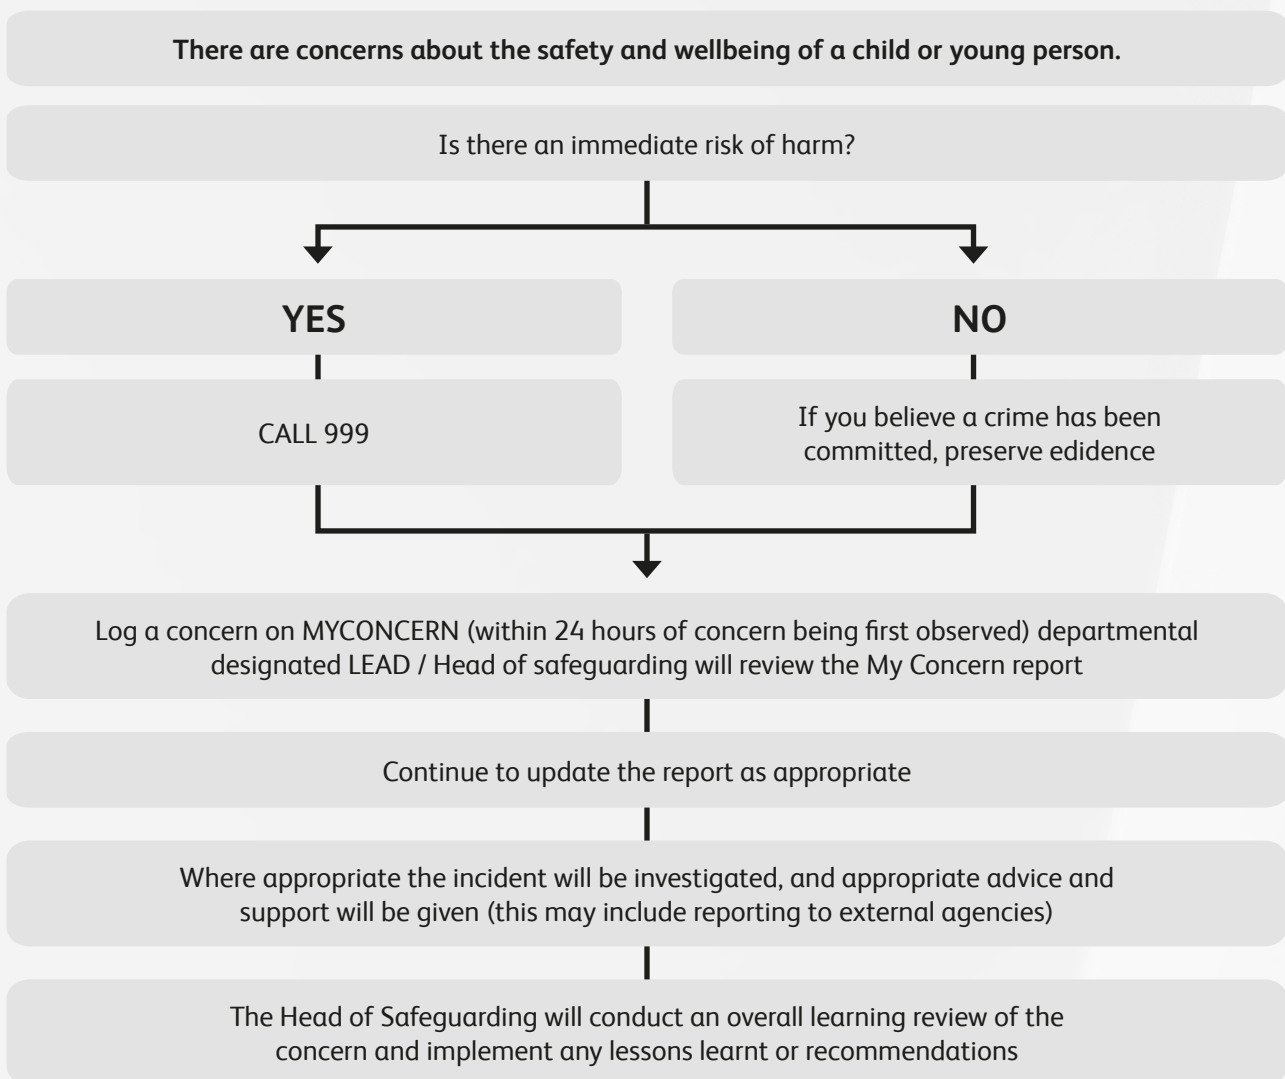 There are concerns about the safety and wellbeing of a child or young person.
Is there an immediate risk of harm?
YES
NO
CALL 999
If you believe a crime has been
committed, preserve edidence
Log a concern on MYCONCERN (within 24 hours of concern being first observed) departmental
designated LEAD / Head of safeguarding will review the My Concern report
Continue to update the report as appropriate
Where appropriate the incident will be investigated, and appropriate advice and
support will be given (this may include reporting to external agencies)
The Head of Safeguarding will conduct an overall learning review of the
concern and implement any lessons learnt or recommendations